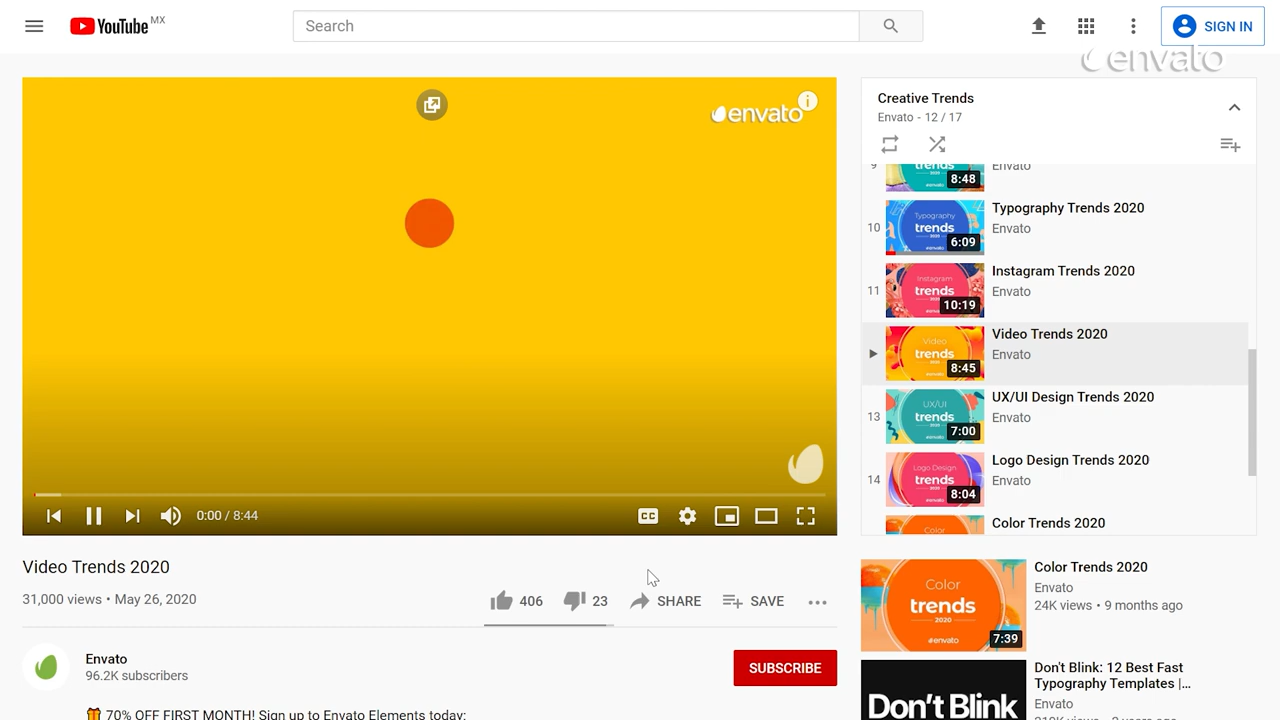 YouTube MX
Search
SIGN IN
envato
envato
i
Creative Trends
Envato - 12 / 17
9
8:48
Envato
10
Typography
trends
2020
6:09
Typography Trends 2020
Envato
11
Instagram
trends
10:19
Instagram Trends 2020
Envato
Video
trends
8:45
Video Trends 2020
Envato
13
UX/UI
trends
7:00
UX/UI Design Trends 2020
Envato
14
Logo Design
trends
8:04
Logo Design Trends 2020
Envato
Color
Color Trends 2020
0:00 / 8:44
CC
Video Trends 2020
31,000 views • May 26, 2020
406
23
SHARE
SAVE
Envato
96.2K subscribers
SUBSCRIBE
70% OFF FIRST MONTH! Sign up to Envato Elements today:
Color
trends
2020
envato
7:39
Color Trends 2020
Envato
24K views • 9 months ago
Don't Blink
Don't Blink: 12 Best Fast
Typography Templates |...
Envato